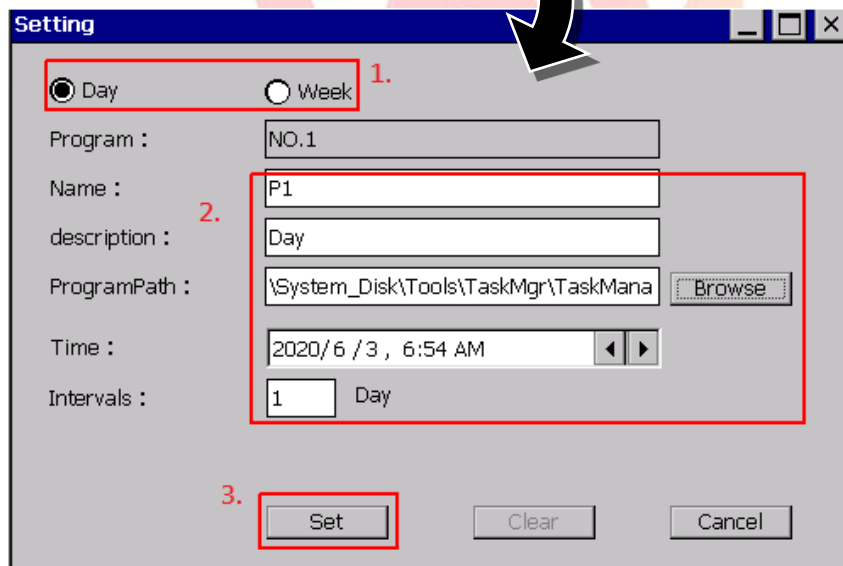 Setting
Day Week 1.
Program : NO.1
Name : P1
2.
description : Day
ProgramPath : \System_Disk\Tools\TaskMgr\TaskMana Browse
Time : 2020/ 6 / 3 , 6:54 AM
Intervals : 1 Day
3.
Set Clear Cancel